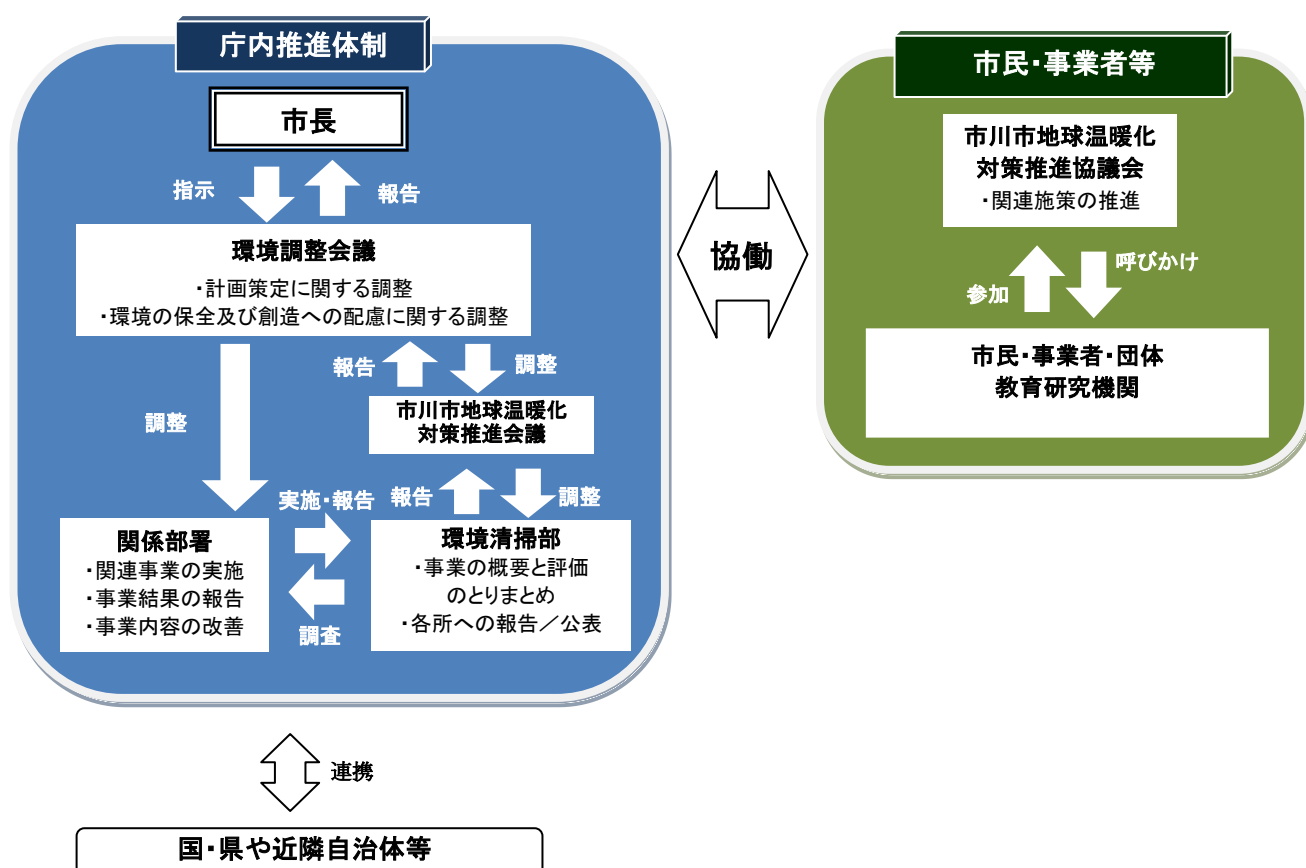 庁内推進体制
市長
指示
報告
環境調整会議
・計画策定に関する調整
・環境の保全及び創造への配慮に関する調整
報告
調整
調整
市川市地球温暖化
対策推進会議
実施・報告
報告
調整
関係部署
・関連事業の実施
・事業結果の報告
・事業内容の改善
調査
環境清掃部
・事業の概要と評価
のとりまとめ
・各所への報告／公表
協働
市民・事業者等
市川市地球温暖化
対策推進協議会
・関連施策の推進
参加
呼びかけ
市民・事業者・団体
教育研究機関
連携
国・県や近隣自治体等